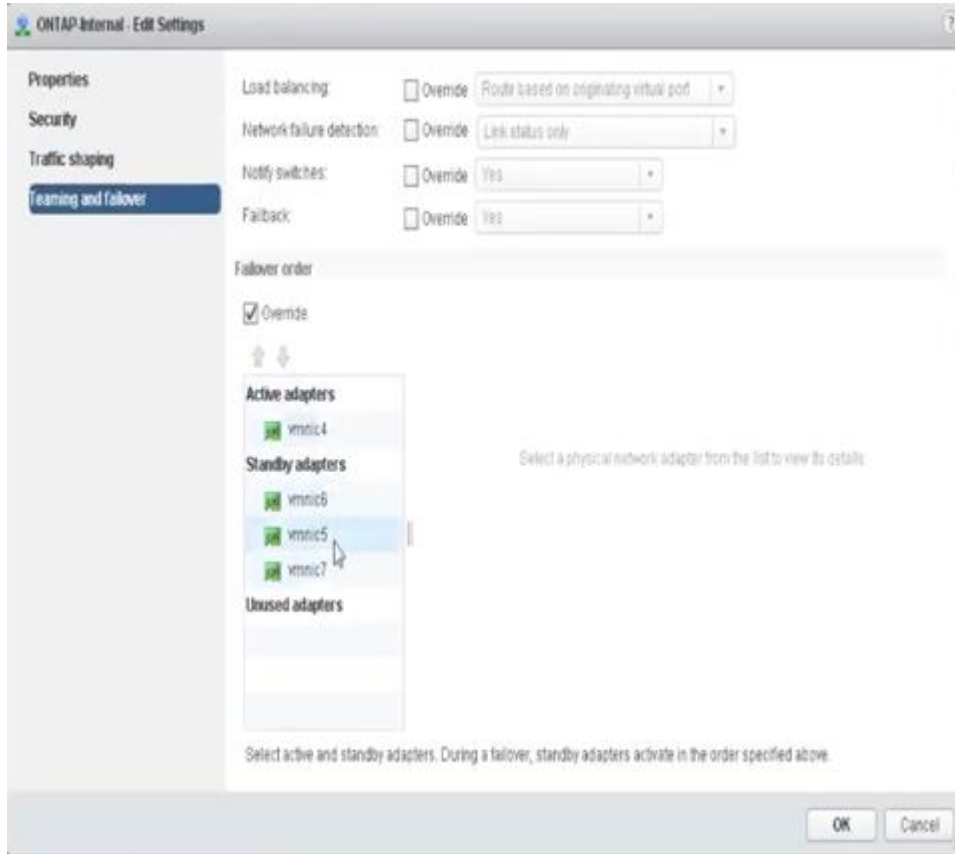 ONTAP-Internal - Edit Settings
?
Properties
Security
Traffic shaping
Teaming and failover
Load balancing:
Override
Route based on originating virtual port
Network failure detection:
Override
Link status only
Notify switches:
Override
Yes
Failback:
Override
Yes
Failover order
Override
Active adapters
vmnic4
Standby adapters
vmnic6
vmnic5
vmnic7
Unused adapters
Select a physical network adapter from the list to view its details.
Select active and standby adapters. During a failover, standby adapters activate in the order specified above.
OK
Cancel